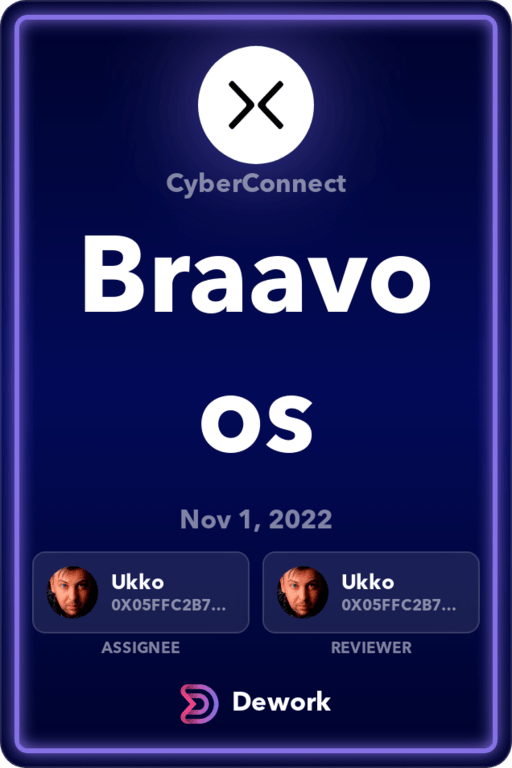 CyberConnect
Braavo
os
Nov 1, 2022
Ukko
0X05FFC2B7...
Ukko
0X05FFC2B7...
ASSIGNEE
REVIEWER
Dework